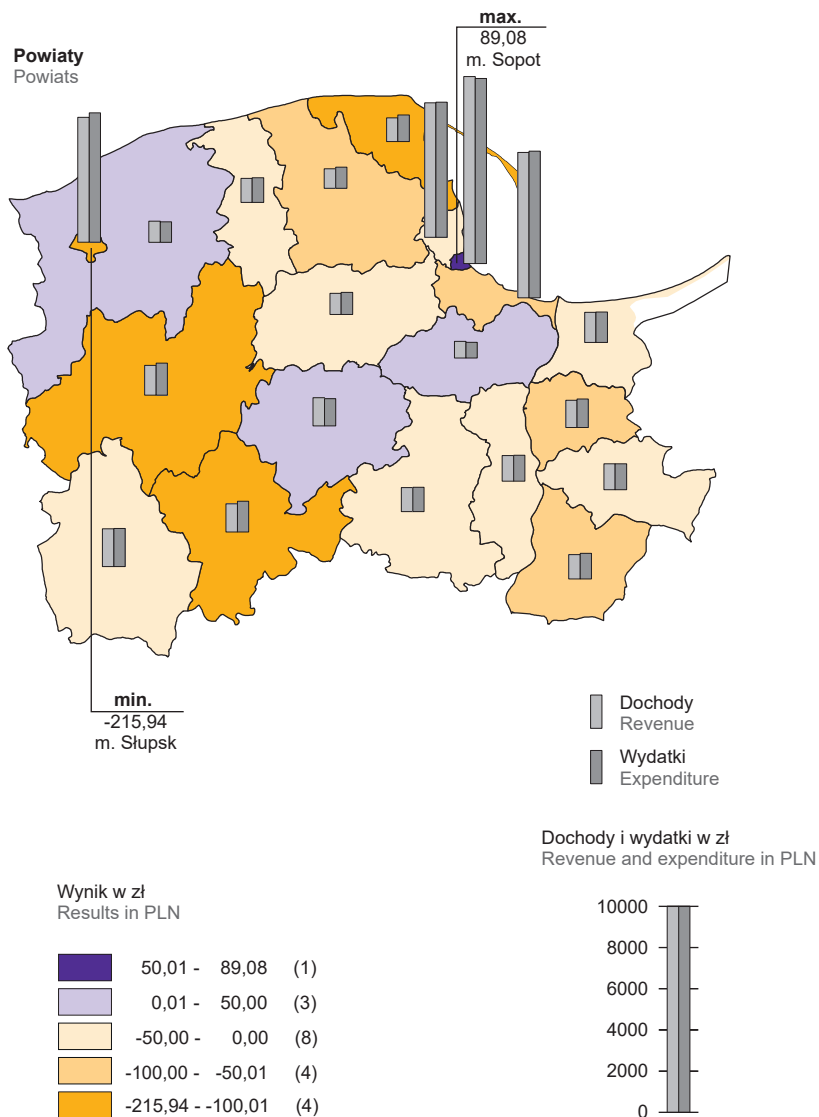 max.
89,08
m. Sopot
Powiaty
Powiats
min.
-215,94
m. Słupsk
Dochody
Revenue
Wydatki
Expenditure
Dochody i wydatki w zł
Revenue and expenditure in PLN
10000
8000
6000
4000
2000
0
Wynik w zł
Results in PLN
50,01 - 89,08 (1)
0,01 - 50,00 (3)
-50,00 - 0,00 (8)
-100,00 - -50,01 (4)
-215,94 - -100,01 (4)